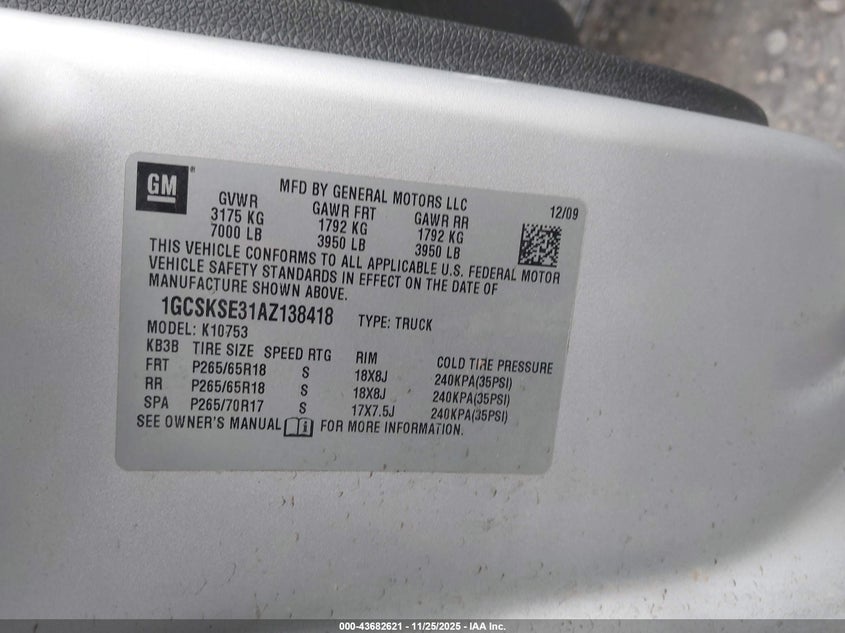 GM
MFD BY GENERAL MOTORS LLC
12/09
GVWR GAWR FRT GAWR RR
3175 KG 1792 KG 1792 KG
7000 LB 3950 LB 3950 LB
THIS VEHICLE CONFORMS TO ALL APPLICABLE U.S. FEDERAL MOTOR
VEHICLE SAFETY STANDARDS IN EFFECT ON THE DATE OF
MANUFACTURE SHOWN ABOVE.
1GCSKSE31AZ138418 TYPE: TRUCK
MODEL: K10753
KB3B TIRE SIZE SPEED RTG RIM COLD TIRE PRESSURE
FRT P265/65R18 S 18X8J 240KPA(35PSI)
RR P265/65R18 S 18X8J 240KPA(35PSI)
SPA P265/70R17 S 17X7.5J 240KPA(35PSI)
SEE OWNER'S MANUAL i FOR MORE INFORMATION.
000-43682621 - 11/25/2025 - IAA Inc.